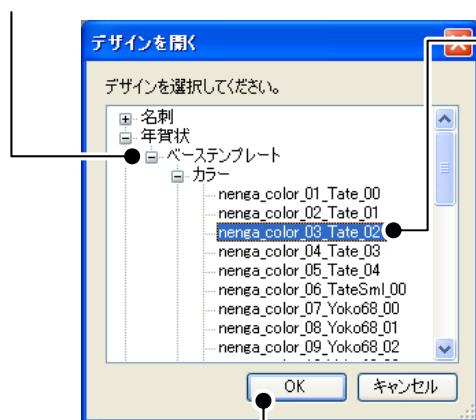 デザインを開く
デザインを選択してください。
名刺
年賀状
ベーステンプレート
カラー
nenga_color_01_Tate_00
nenga_color_02_Tate_01
nenga_color_03_Tate_02
nenga_color_04_Tate_03
nenga_color_05_Tate_04
nenga_color_06_TateSml_00
nenga_color_07_Yoko68_00
nenga_color_08_Yoko68_01
nenga_color_09_Yoko68_02
OK キャンセル